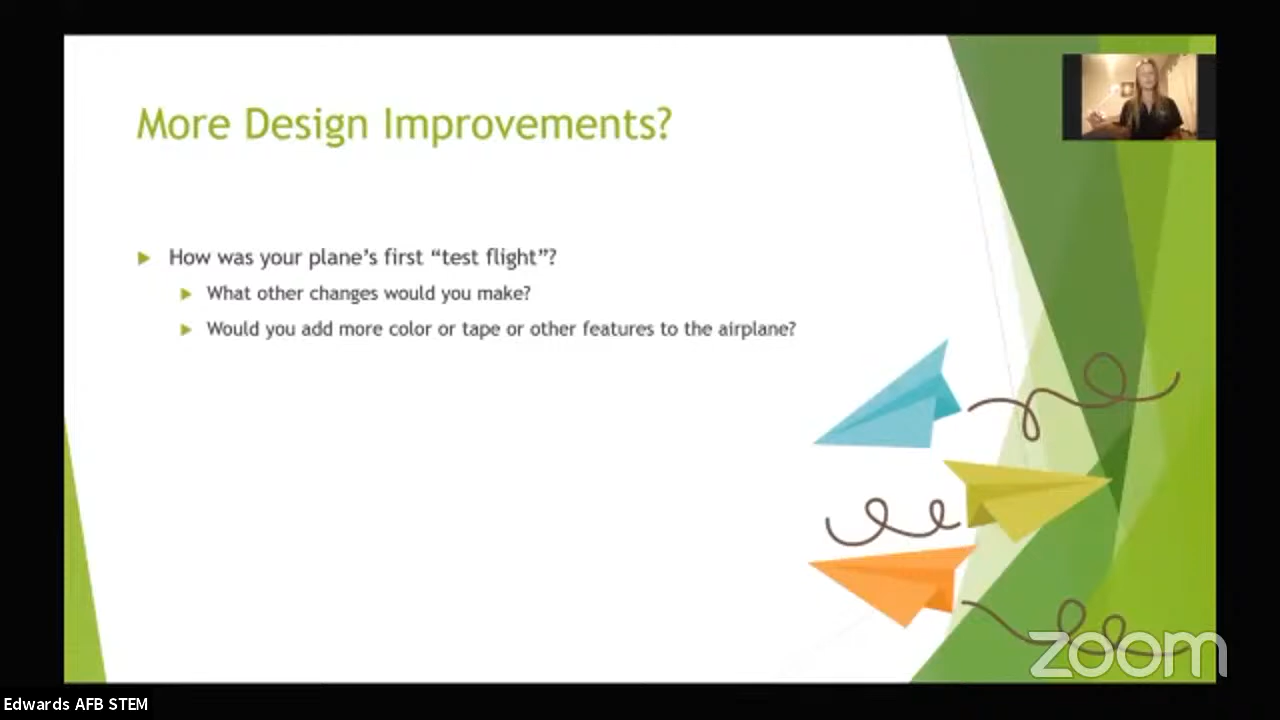 More Design Improvements?
How was your plane’s first “test flight”?
What other changes would you make?
Would you add more color or tape or other features to the airplane?
zoom
Edwards AFB STEM